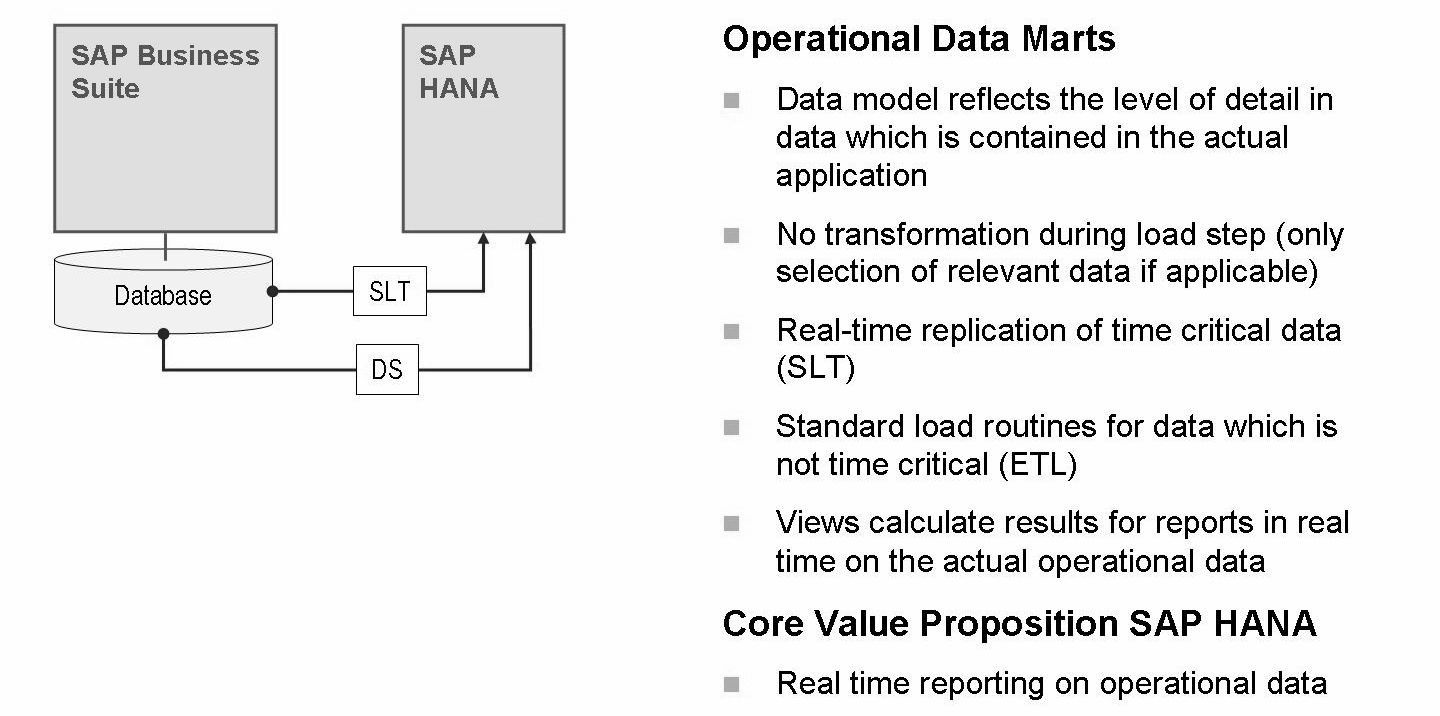 SAP Business
Suite
SAP
HANA
Database
SLT
DS
Operational Data Marts
Data model reflects the level of detail in
data which is contained in the actual
application
No transformation during load step (only
selection of relevant data if applicable)
Real-time replication of time critical data
(SLT)
Standard load routines for data which is
not time critical (ETL)
Views calculate results for reports in real
time on the actual operational data
Core Value Proposition SAP HANA
Real time reporting on operational data